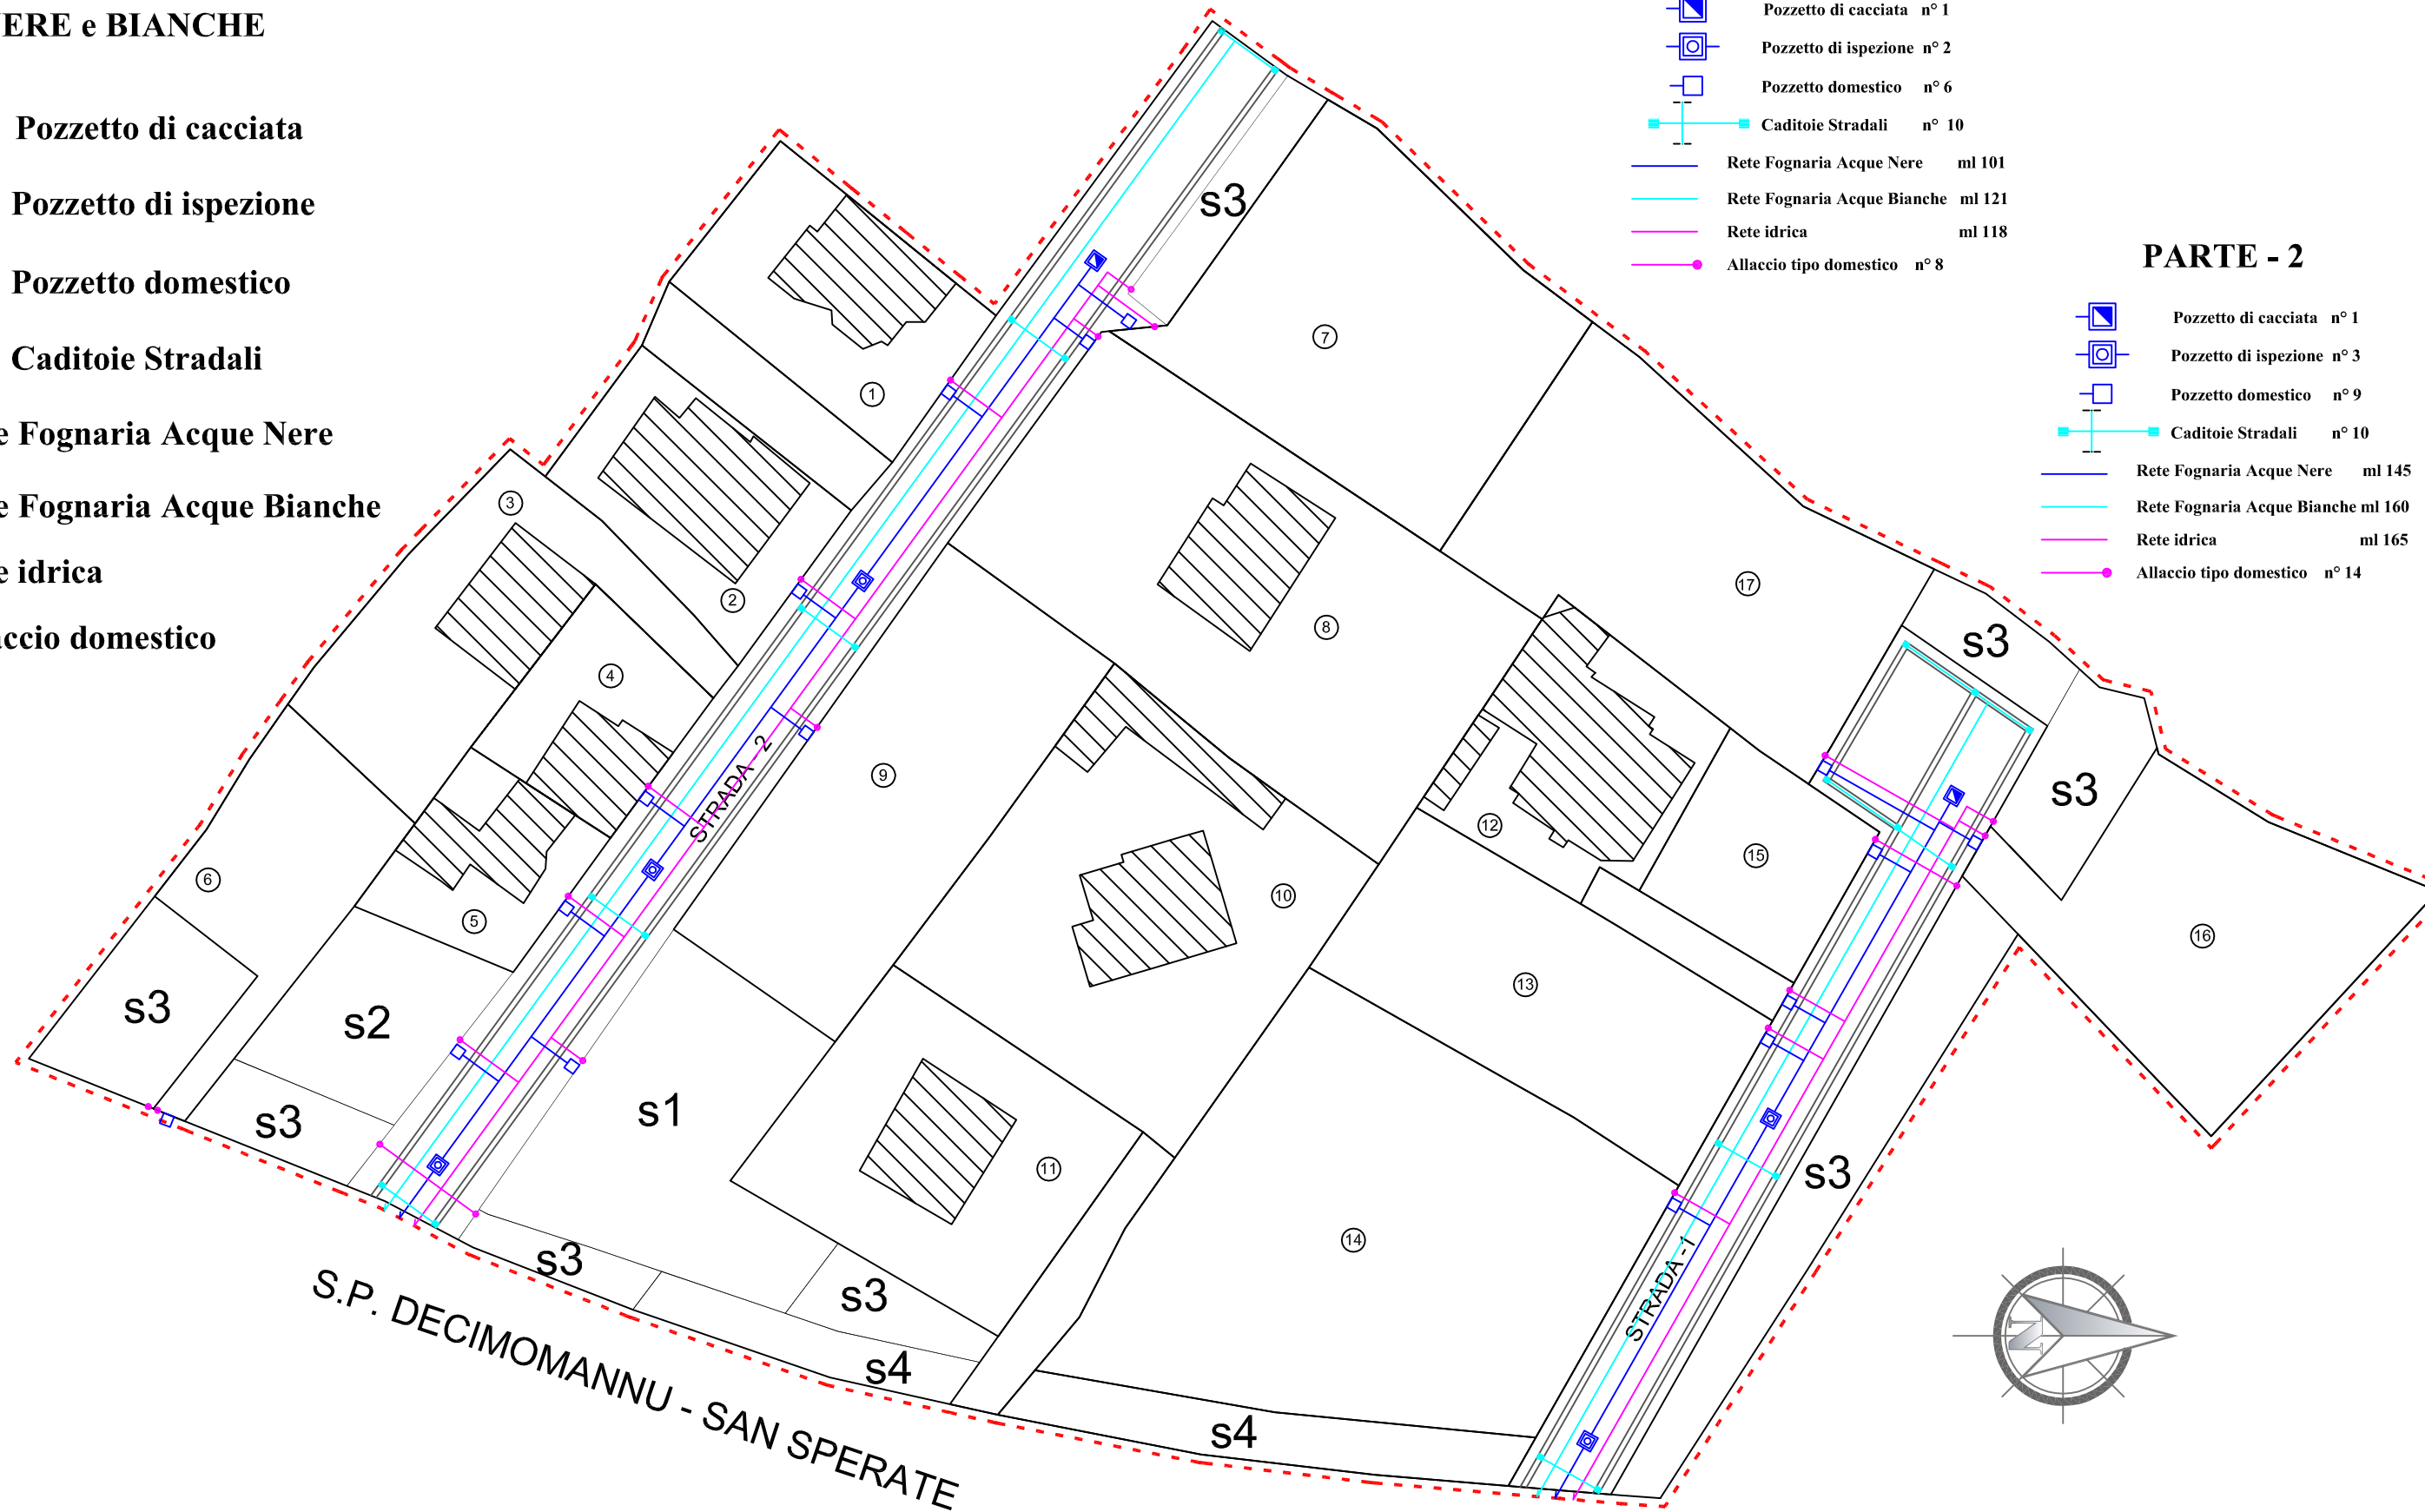 NERE e BIANCHE
Pozzetto di cacciata
Pozzetto di ispezione
Pozzetto domestico
Caditoie Stradali
e Fognaria Acque Nere
e Fognaria Acque Bianche
e idrica
accio domestico
Pozzetto di cacciata n° 1
Pozzetto di ispezione n° 2
Pozzetto domestico n° 6
Caditoie Stradali n° 10
Rete Fognaria Acque Nere ml 101
Rete Fognaria Acque Bianche ml 121
Rete idrica ml 118
Allaccio tipo domestico n° 8
PARTE - 2
Pozzetto di cacciata n° 1
Pozzetto di ispezione n° 3
Pozzetto domestico n° 9
Caditoie Stradali n° 10
Rete Fognaria Acque Nere ml 145
Rete Fognaria Acque Bianche ml 160
Rete idrica ml 165
Allaccio tipo domestico n° 14
s3
7
1
3
2
17
8
s3
4
STRADA - 2
9
s3
12
15
6
10
5
16
13
s3
s2
s1
s3
11
s3
14
s3
s3
STRADA -1
s4
s4
S.P. DECIMOMANNU - SAN SPERATE
N